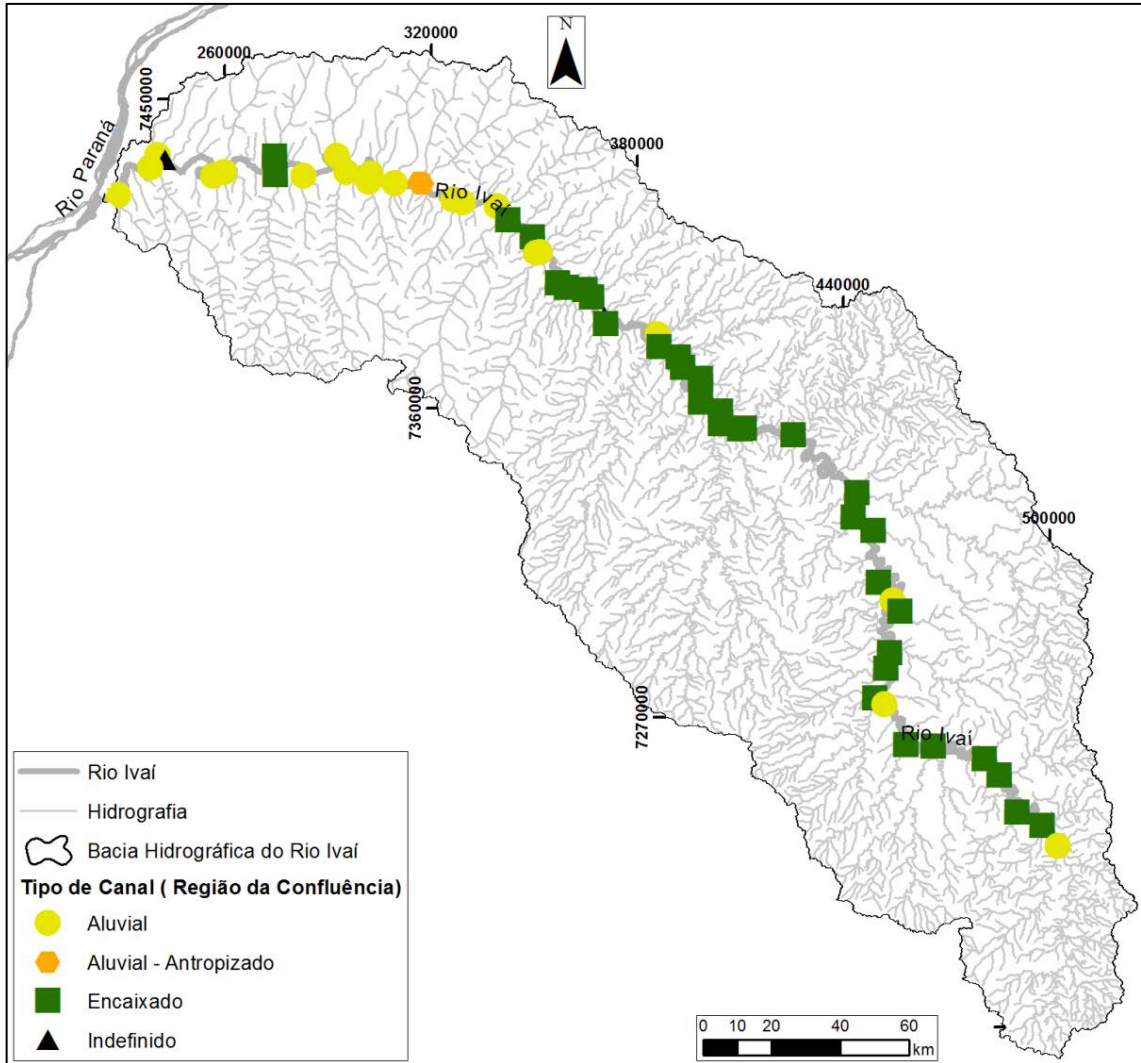 N
320000
260000
7450000
Rio Paraná
380000
Rio Ivaí
440000
7360000
500000
7270000
Rio Ivaí
Rio Ivaí
Hidrografia
Bacia Hidrográfica do Rio Ivaí
Tipo de Canal ( Região da Confluência)
Aluvial
Aluvial - Antropizado
Encaixado
Indefinido
0 10 20 40 60
km